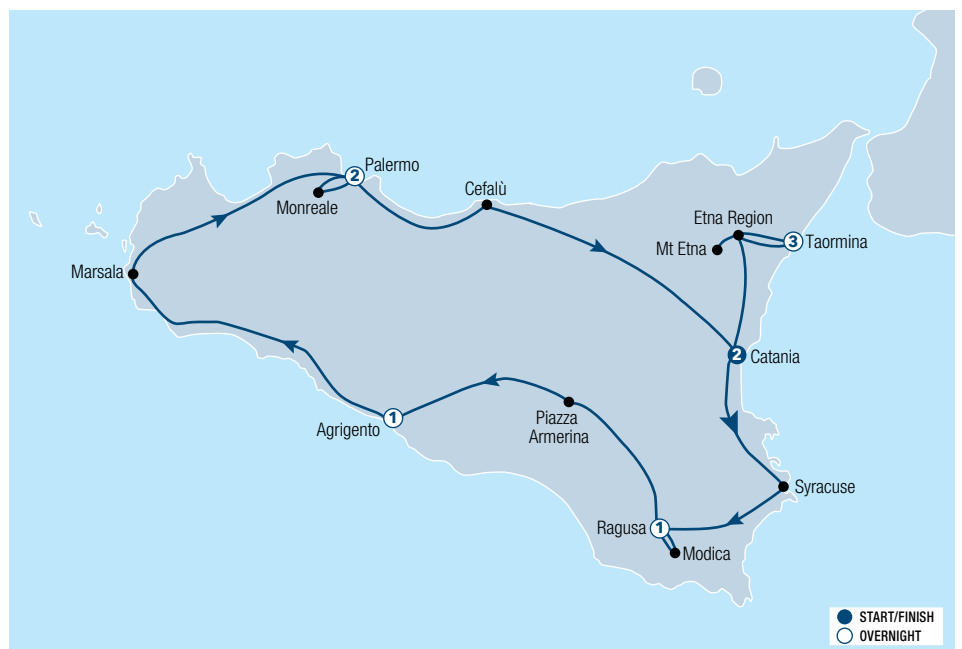 Palermo
2
Cefalù
Monreale
Etna Region
3
Taormina
Mt Etna
Marsala
2
Catania
1
Agrigento
Piazza
Armerina
Syracuse
Ragusa
1
Modica
START/FINISH
OVERNIGHT